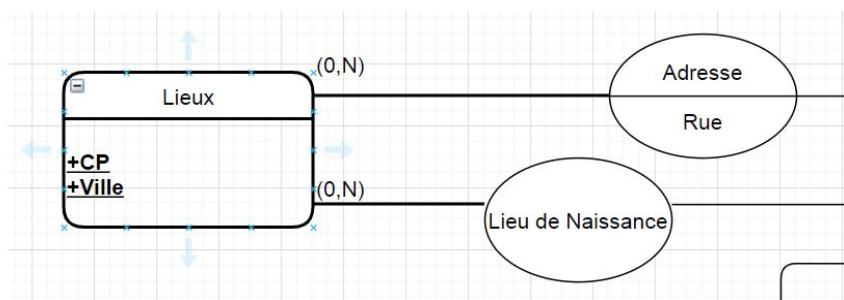 (0,N)
Lieux
Adresse
Rue
+CP
+Ville
(0,N)
Lieu de Naissance